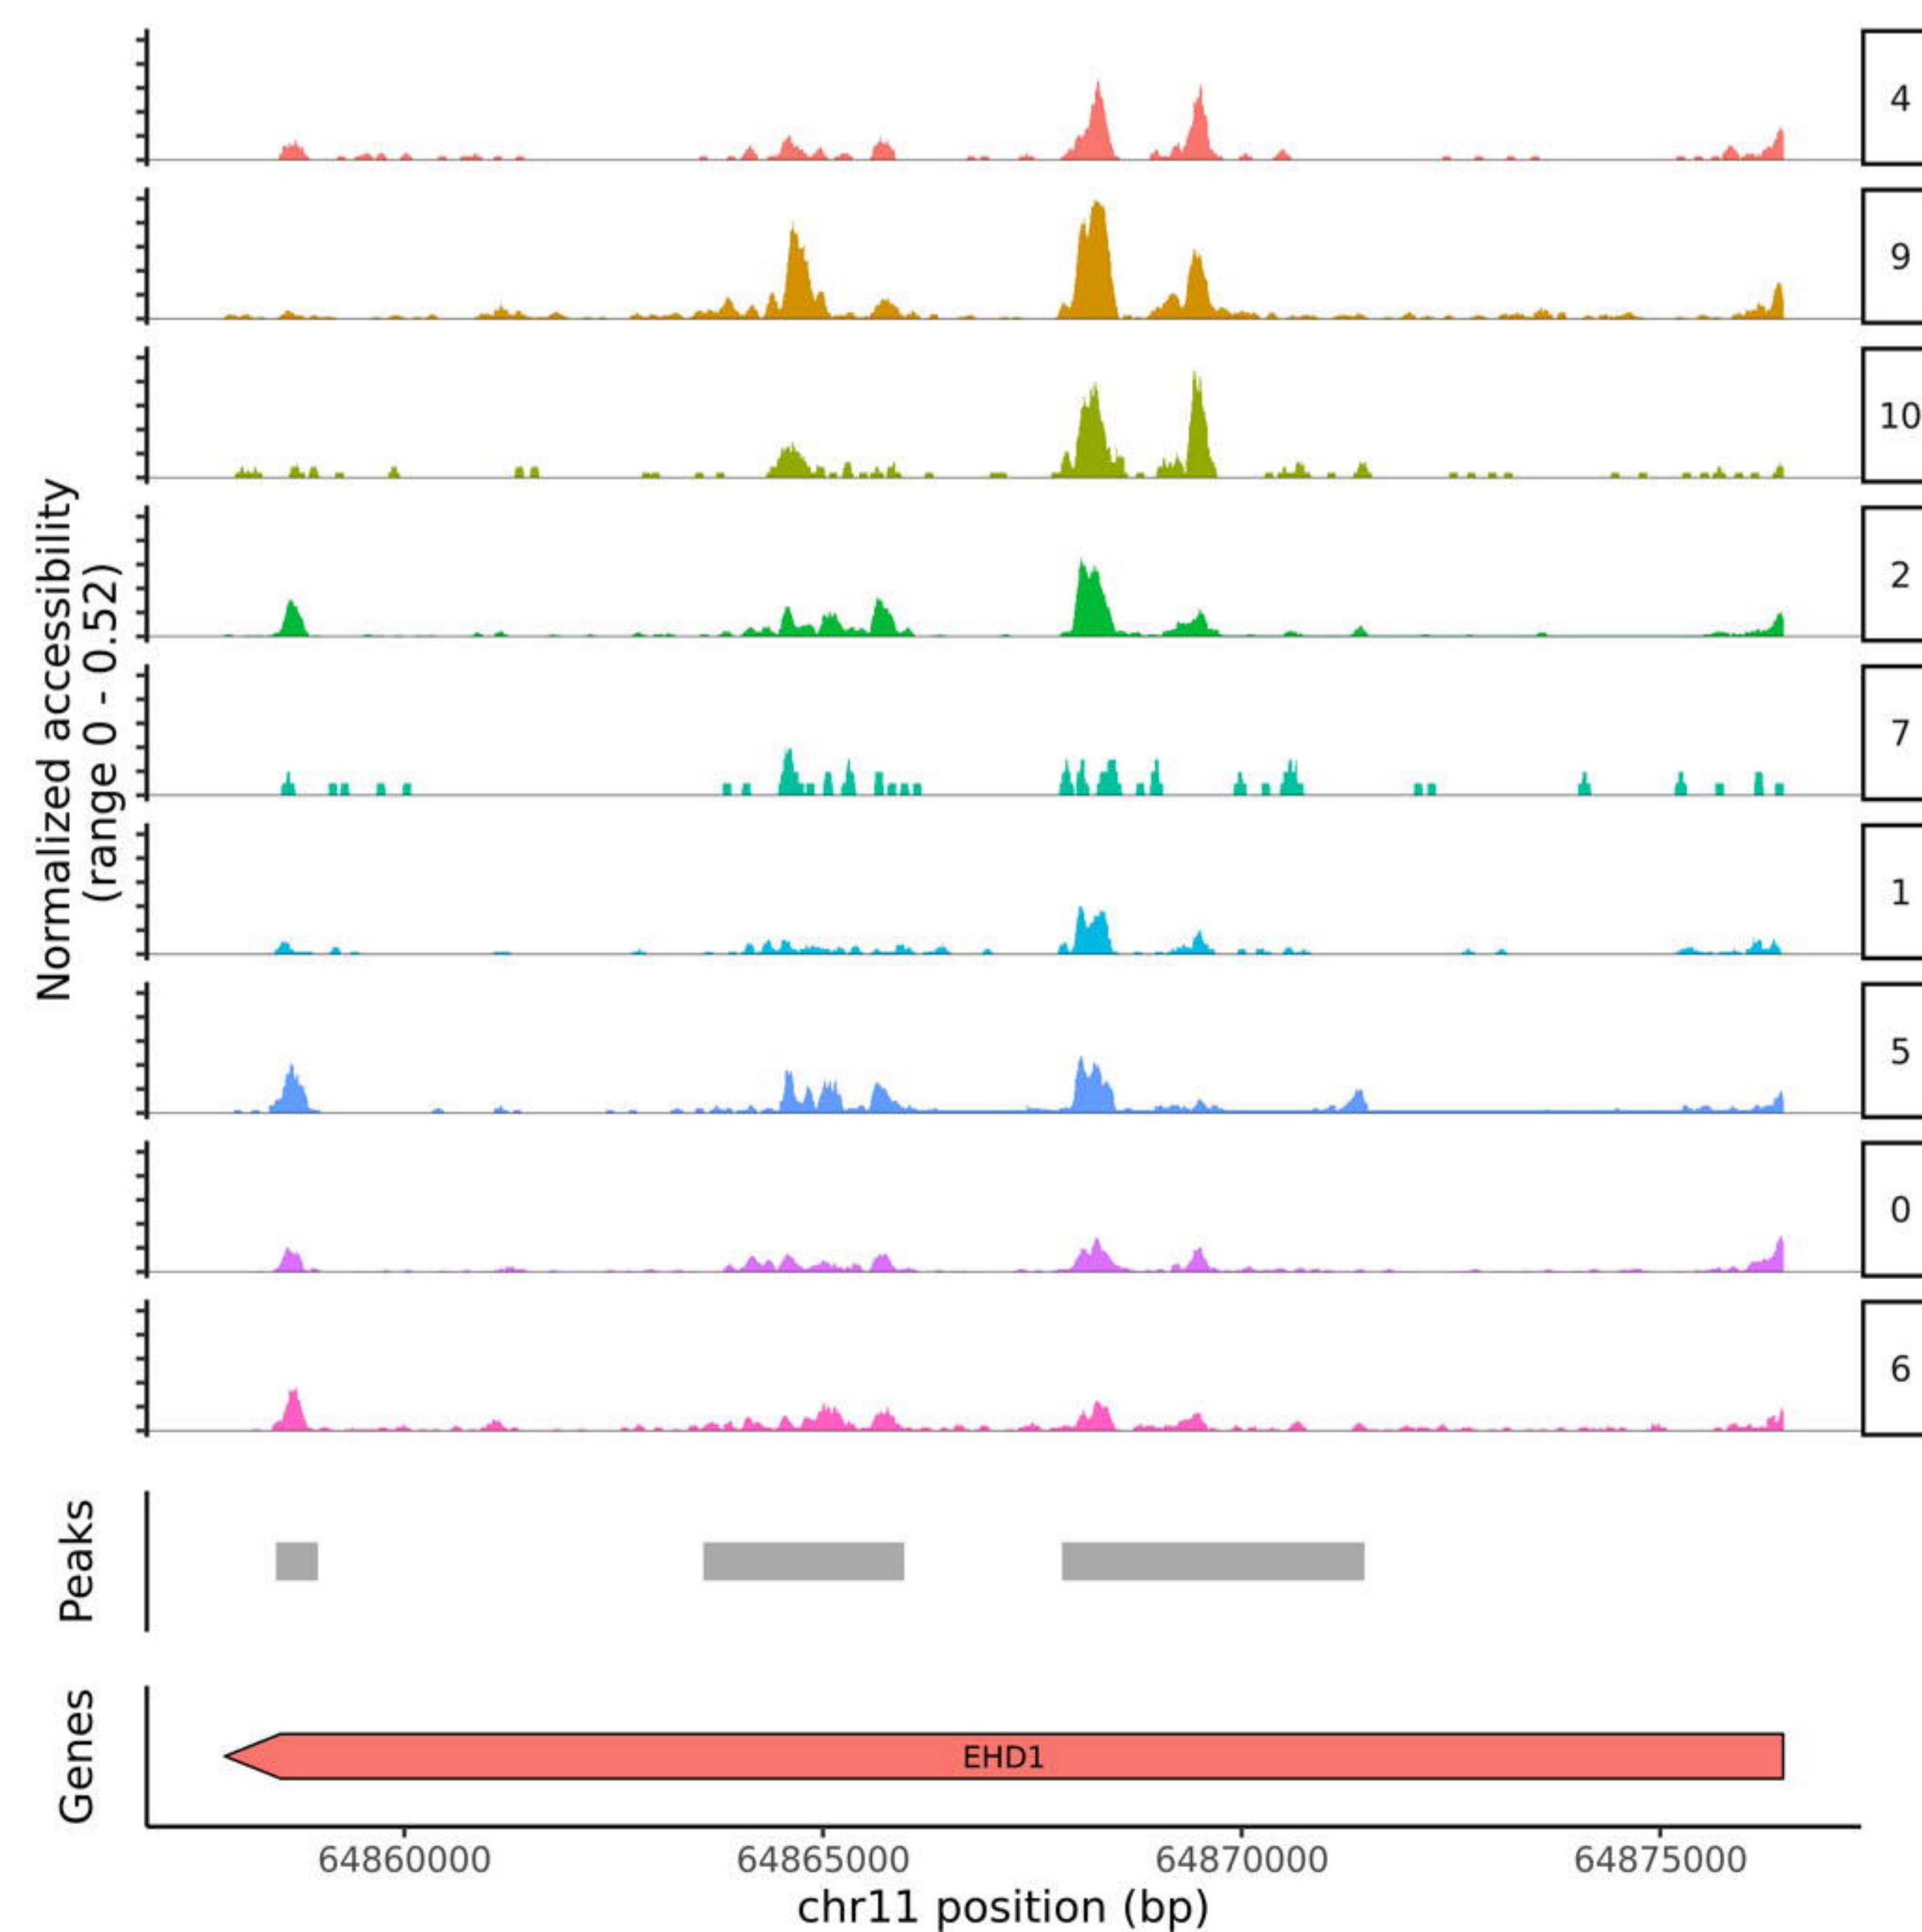 Normalized accessibility
(range 0 - 0.52)
4
9
10
2
7
1
5
0
6
Peaks
Genes
EHD1
64860000
64865000
64870000
64875000
chr11 position (bp)